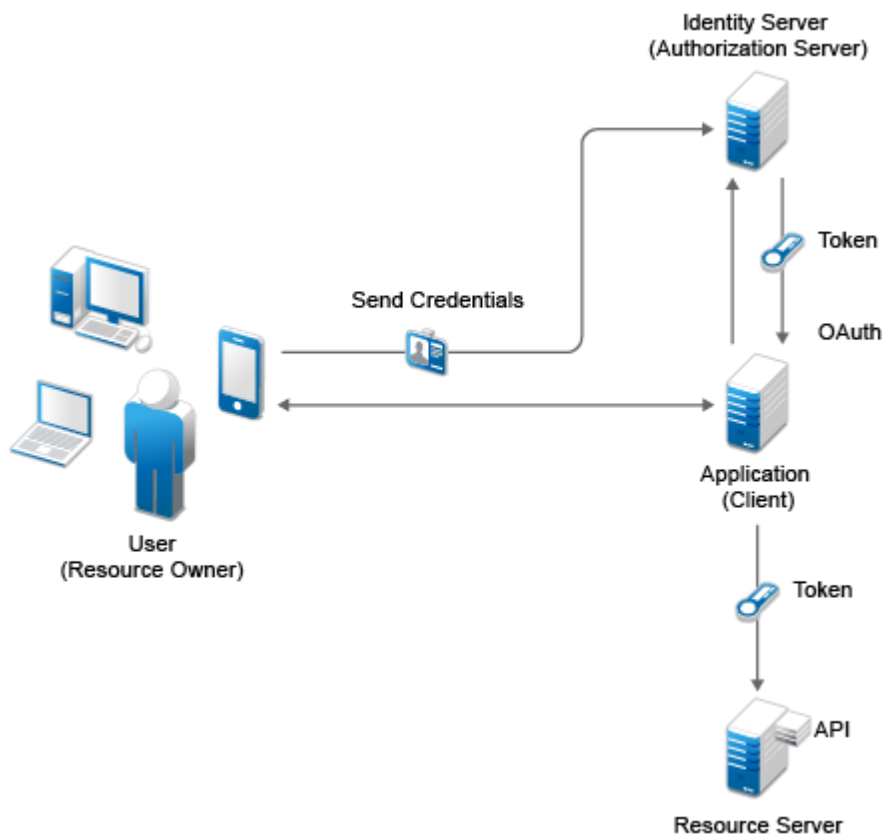 Identity Server
(Authorization Server)
Token
Send Credentials
OAuth
Application
(Client)
User
(Resource Owner)
Token
API
Resource Server